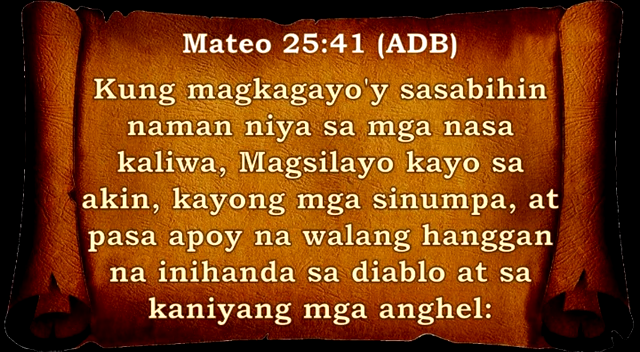 Mateo 25:41 (ADB)
Kung magkagayo'y sasabihin
naman niya sa mga nasa
kaliwa, Magsilayo kayo sa
akin, kayong mga sinumpa, at
pasa apoy na walang hanggan
na inihanda sa diablo at sa
kaniyang mga anghel: